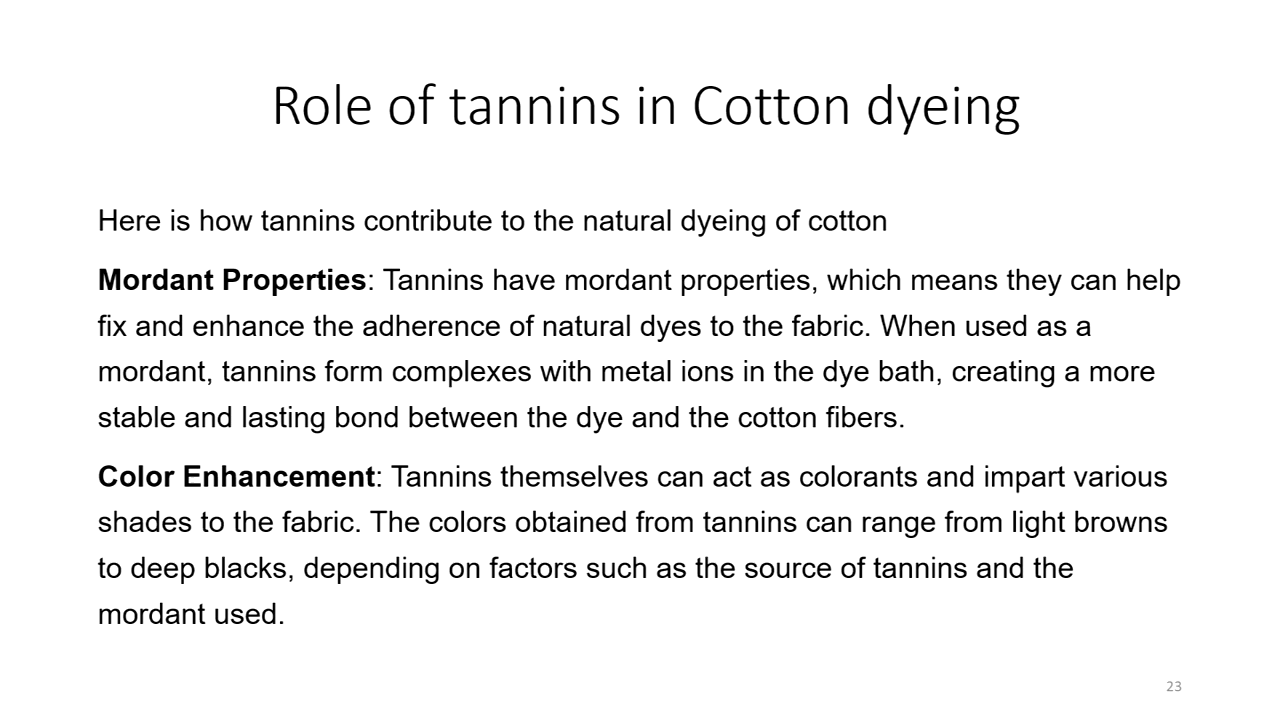 Role of tannins in Cotton dyeing
Here is how tannins contribute to the natural dyeing of cotton
Mordant Properties: Tannins have mordant properties, which means they can help
fix and enhance the adherence of natural dyes to the fabric. When used as a
mordant, tannins form complexes with metal ions in the dye bath, creating a more
stable and lasting bond between the dye and the cotton fibers.
Color Enhancement: Tannins themselves can act as colorants and impart various
shades to the fabric. The colors obtained from tannins can range from light browns
to deep blacks, depending on factors such as the source of tannins and the
mordant used.
23